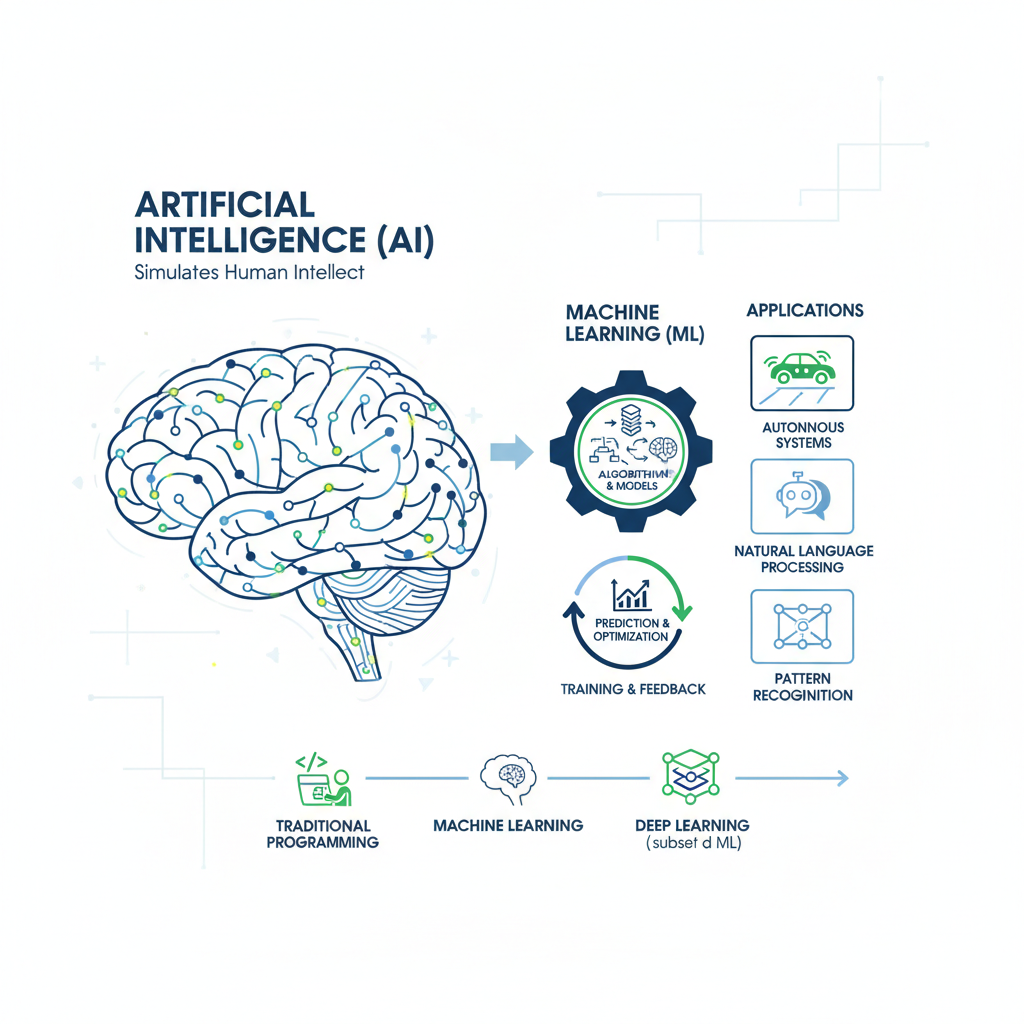 ARTIFICIAL
INTELLIGENCE (AI)
Simulates Human Intellect
MACHINE
LEARNING (ML)
& MODELS
PREDICTION &
OPTIMIZATION
TRAINING & FEEDBACK
APPLICATIONS
AUTONNOUS
SYSTEMS
NATURAL LANGUAGE
PROCESSING
PATTERN
RECOGINITION
</>
TRADITIONAL
PROGRAMMING
MACHINE LEARNING
DEEP LEARNING
(subset d ML)